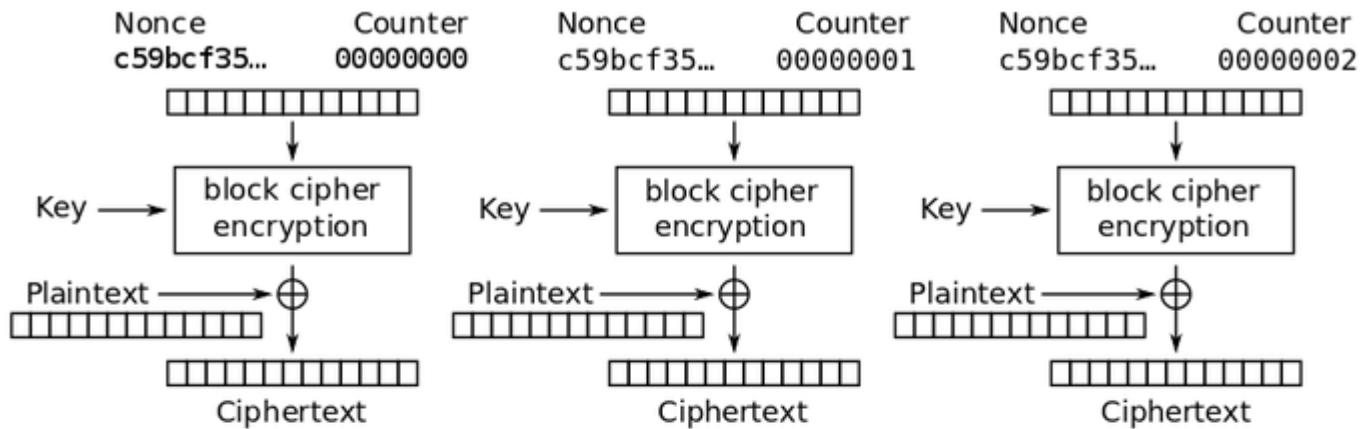 Nonce Counter Nonce Counter Nonce Counter
c59bcf35… 00000000 c59bcf35… 00000001 c59bcf35… 00000002
block cipher block cipher block cipher
Key Key Key
encryption encryption encryption
Plaintext Plaintext Plaintext
Ciphertext Ciphertext Ciphertext